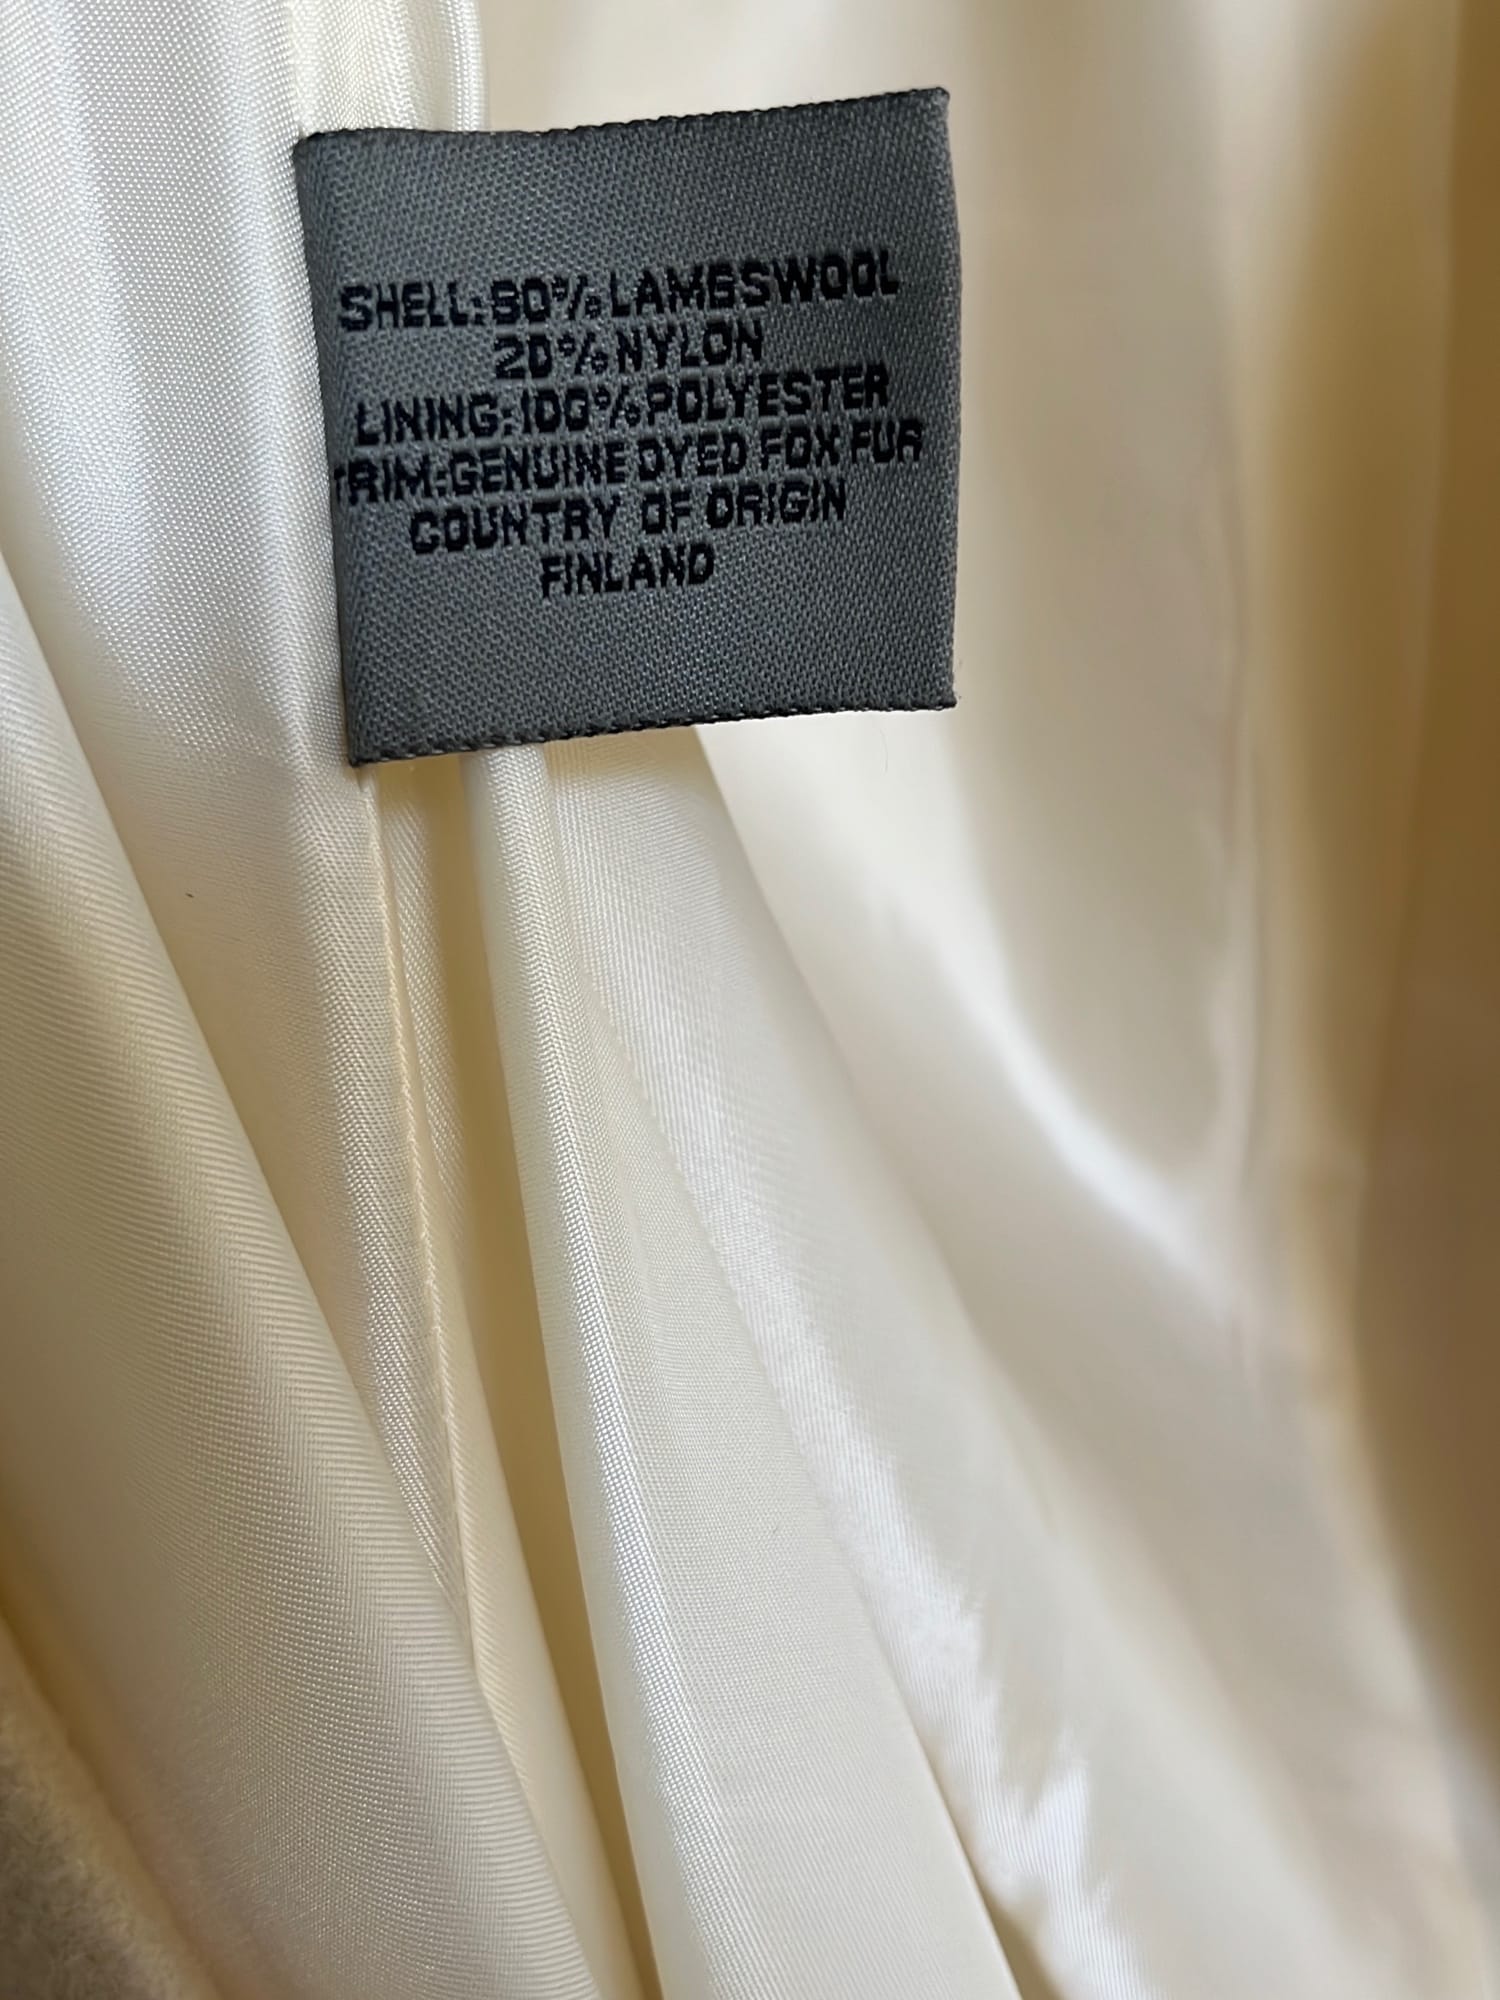 SHELL:80%LAMBSWOOL
20%NYLON
LINING:100%POLYESTER
TRIM-GENUINE DYED FOX FUR
COUNTRY OF ORIGIN
FINLAND